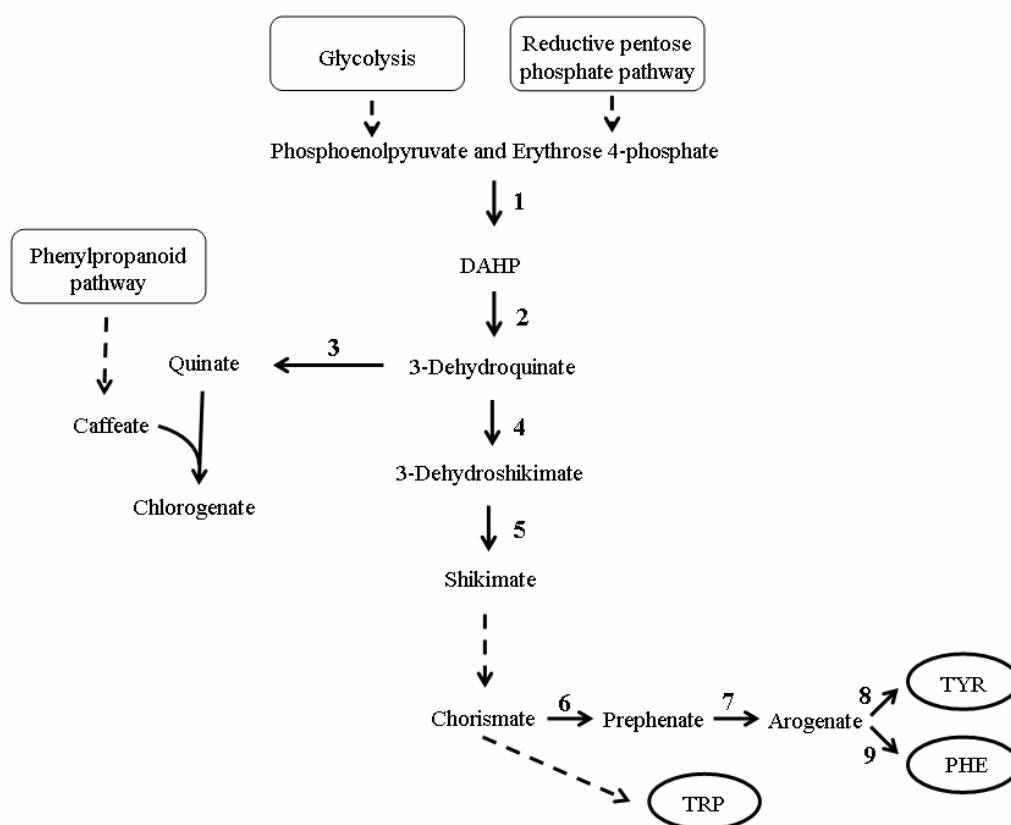 Glycolysis
Reductive pentose
phosphate pathway
Phosphoenolpyruvate and Erythrose 4-phosphate
1
DAHP
Phenylpropanoid
pathway
2
3
Quinate
3-Dehydroquinate
Caffeate
4
3-Dehydroshikimate
Chlorogenate
5
Shikimate
Chorismate
6
Prephenate
7
Arogenate
8
TYR
9
PHE
TRP